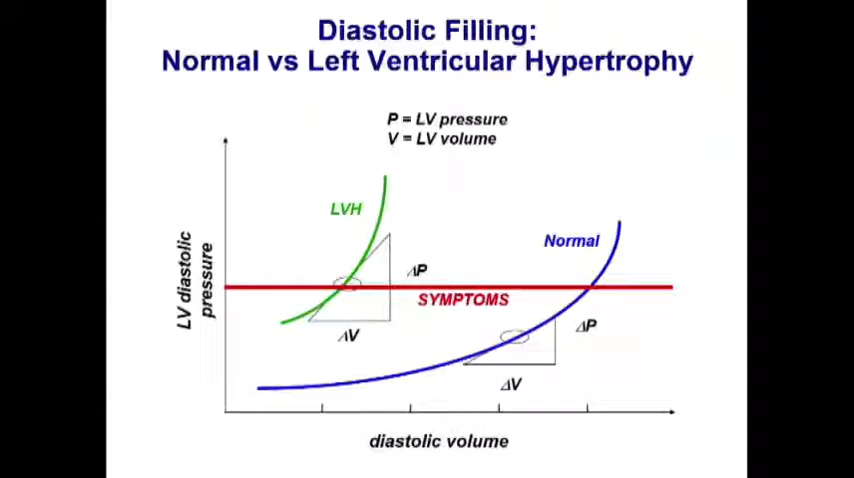 Diastolic Filling:
Normal vs Left Ventricular Hypertrophy
P = LV pressure
V = LV volume
LVH
Normal
LV diastolic
pressure
ΔP
SYMPTOMS
ΔP
ΔV
ΔV
diastolic volume